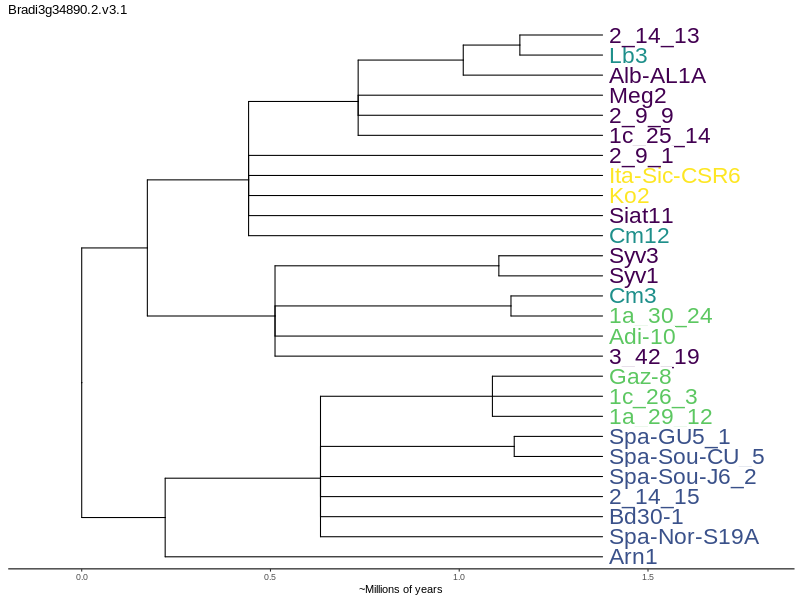 Bradi3g34890.2.v3.1
2_14_13
Lb3
Alb-AL1A
Meg2
2_9_9
1c_25_14
2_9_1
Ita-Sic-CSR6
Ko2
Siat11
Cm12
Syv3
Syv1
Cm3
1a_30_24
Adi-10
3_42_19
Gaz-8
1c_26_3
1a_29_12
Spa-GU5_1
Spa-Sou-CU_5
Spa-Sou-J6_2
2_14_15
Bd30-1
Spa-Nor-S19A
Arn1
0.0 0.5 1.0 1.5
~Millions of years